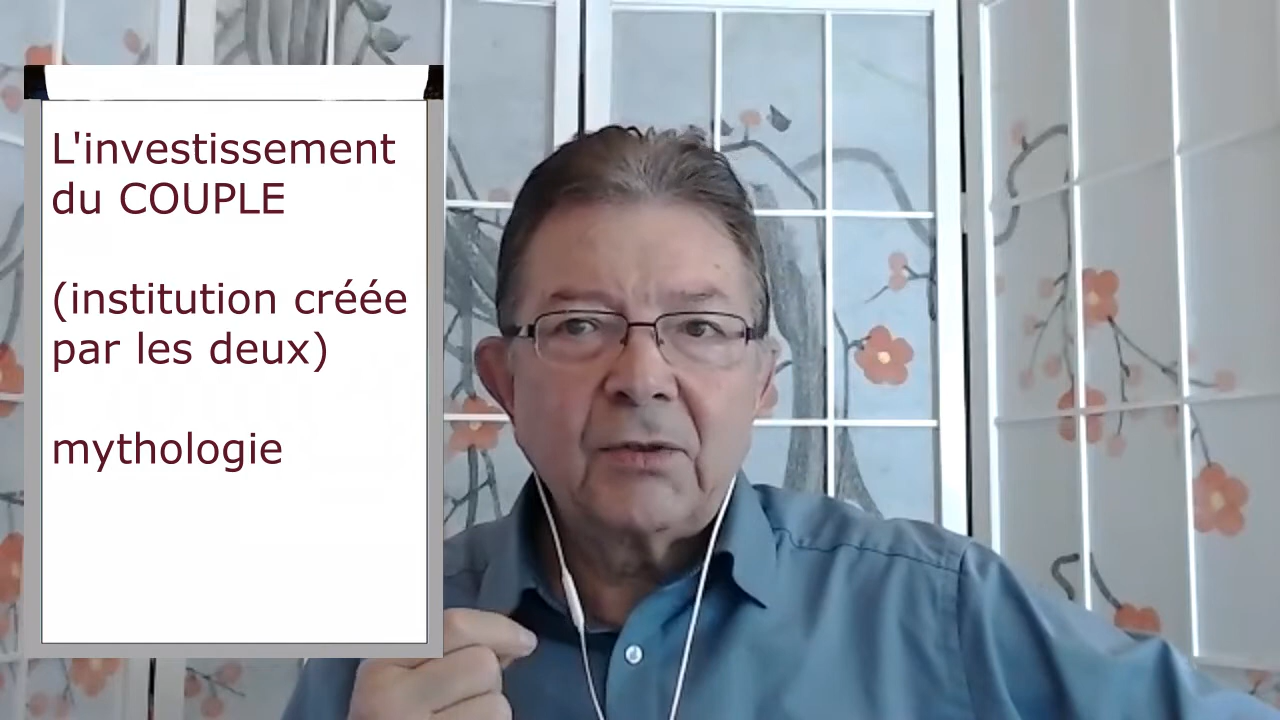 L'investissement
du COUPLE
(institution créée
par les deux)
mythologie